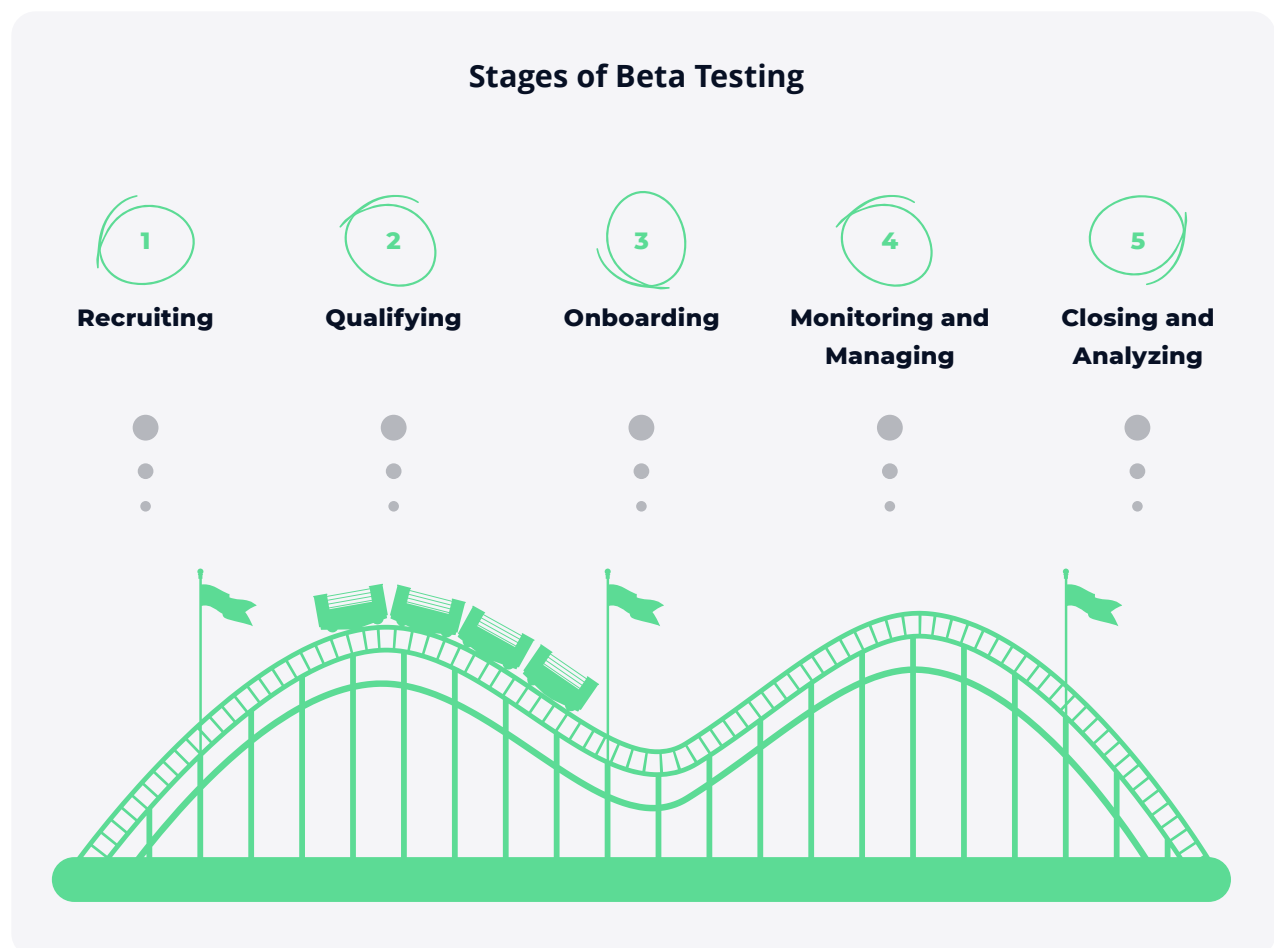 Stages of Beta Testing
1
Recruiting
2
Qualifying
3
Onboarding
4
Monitoring and
Managing
5
Closing and
Analyzing